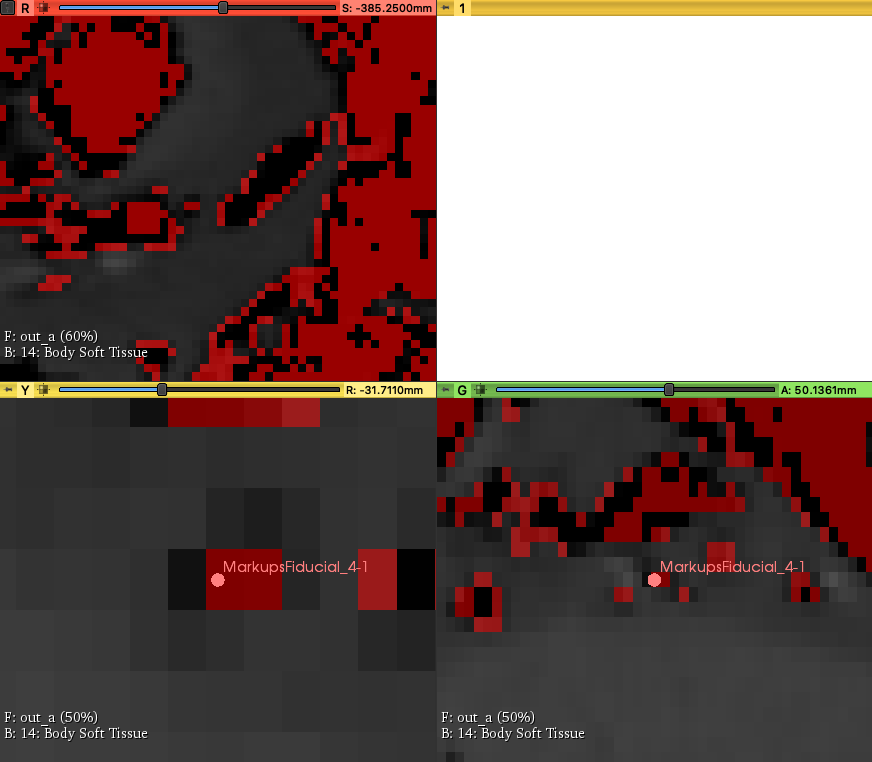 R S: -385.2500mm
1
F: out_a (60%)
B: 14: Body Soft Tissue
Y R: -31.7110mm
MarkupsFiducial_4-1
F: out_a (50%)
B: 14: Body Soft Tissue
G A: 50.1361mm
MarkupsFiducial_4-1
F: out_a (50%)
B: 14: Body Soft Tissue